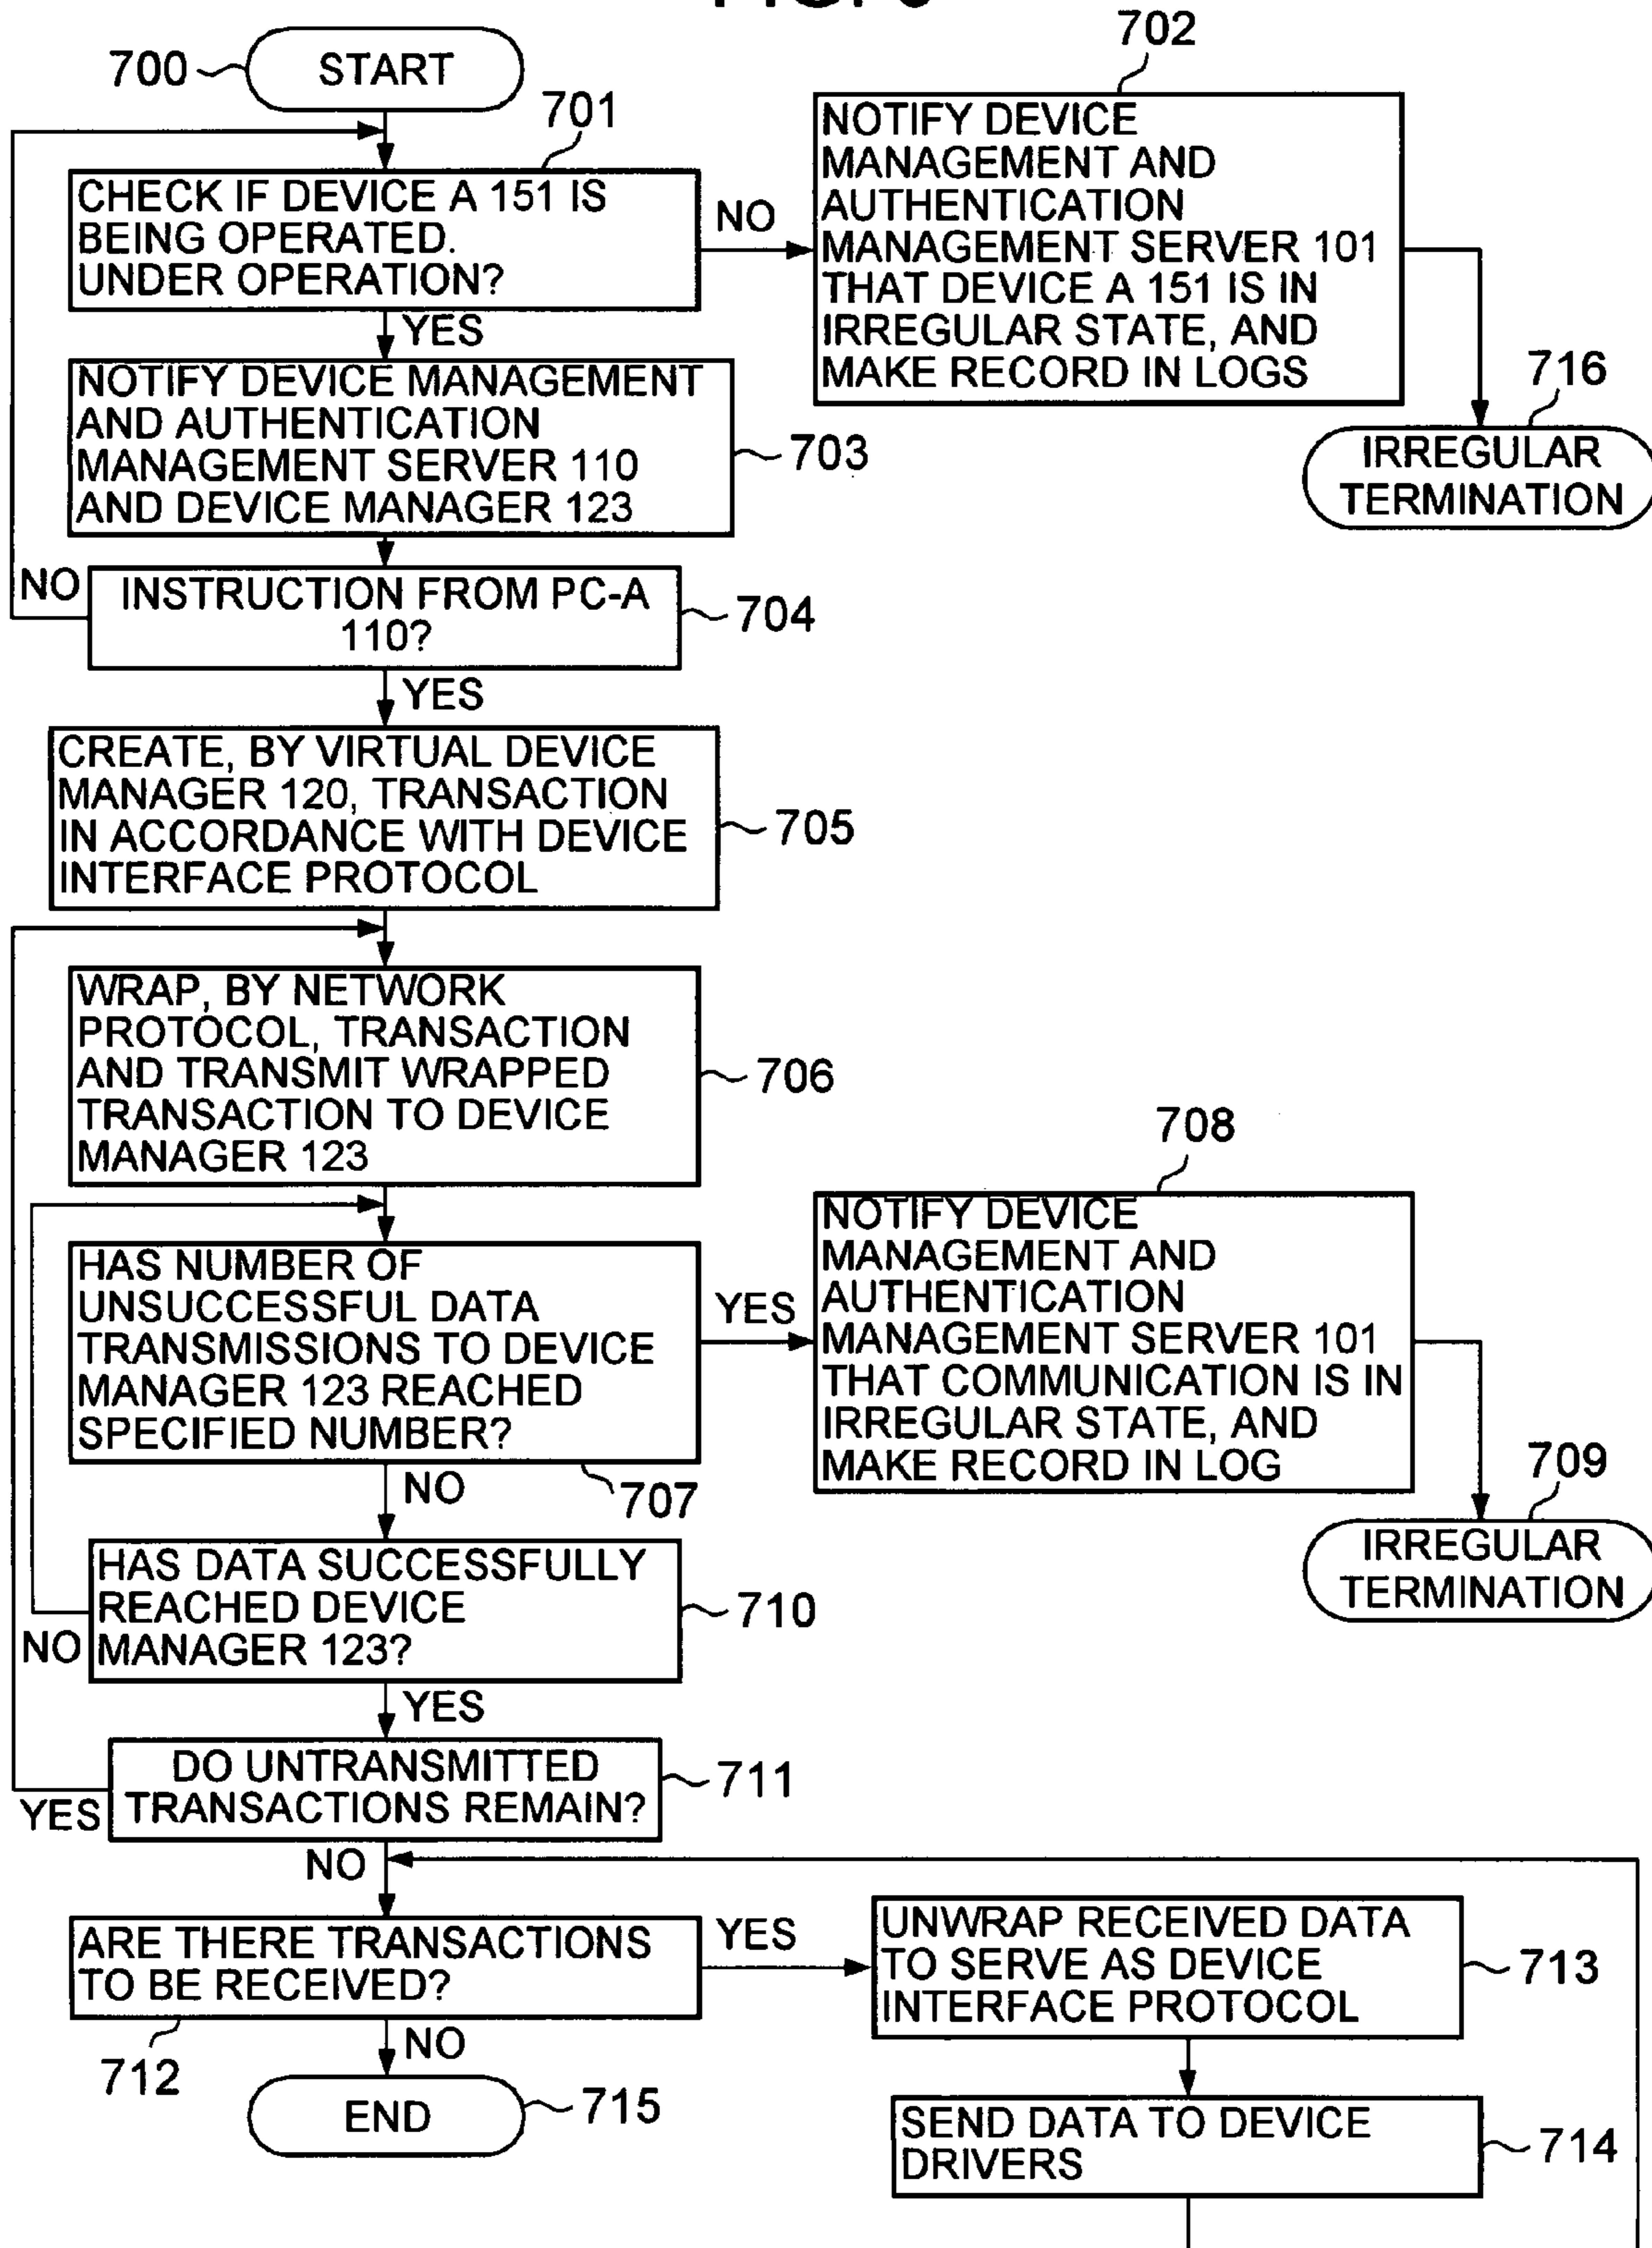 702
700
START
701
CHECK IF DEVICE A 151 IS
BEING OPERATED.
UNDER OPERATION?
NO
NOTIFY DEVICE
MANAGEMENT AND
AUTHENTICATION
MANAGEMENT SERVER 101
THAT DEVICE A 151 IS IN
IRREGULAR STATE, AND
MAKE RECORD IN LOGS
716
IRREGULAR
TERMINATION
YES
NOTIFY DEVICE MANAGEMENT
AND AUTHENTICATION
MANAGEMENT SERVER 110
AND DEVICE MANAGER 123
703
NO
INSTRUCTION FROM PC-A
110?
704
YES
CREATE, BY VIRTUAL DEVICE
MANAGER 120, TRANSACTION
IN ACCORDANCE WITH DEVICE
INTERFACE PROTOCOL
705
WRAP, BY NETWORK
PROTOCOL, TRANSACTION
AND TRANSMIT WRAPPED
TRANSACTION TO DEVICE
MANAGER 123
706
HAS NUMBER OF
UNSUCCESSFUL DATA
TRANSMISSIONS TO DEVICE
MANAGER 123 REACHED
SPECIFIED NUMBER?
707
YES
708
NOTIFY DEVICE
MANAGEMENT AND
AUTHENTICATION
MANAGEMENT SERVER 101
THAT COMMUNICATION IS IN
IRREGULAR STATE, AND
MAKE RECORD IN LOG
709
IRREGULAR
TERMINATION
NO
HAS DATA SUCCESSFULLY
REACHED DEVICE
MANAGER 123?
710
NO
YES
DO UNTRANSMITTED
TRANSACTIONS REMAIN?
711
YES
NO
ARE THERE TRANSACTIONS
TO BE RECEIVED?
712
YES
UNWRAP RECEIVED DATA
TO SERVE AS DEVICE
INTERFACE PROTOCOL
713
NO
END
715
SEND DATA TO DEVICE
DRIVERS
714